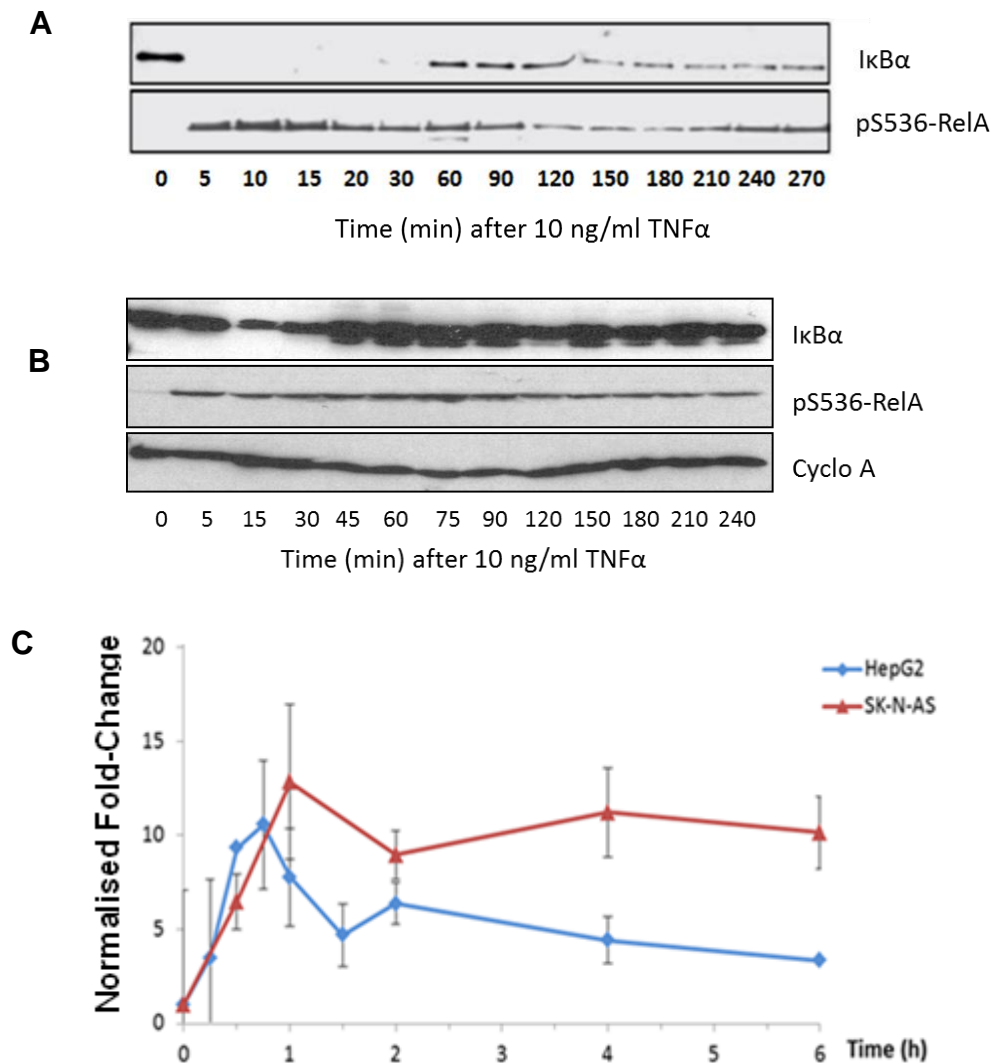 A
IκBα
pS536-RelA
0 5 10 15 20 30 60 90 120 150 180 210 240 270
Time (min) after 10 ng/ml TNFα
B
IκBα
pS536-RelA
Cyclo A
0 5 15 30 45 60 75 90 120 150 180 210 240
Time (min) after 10 ng/ml TNFα
C
Normalised Fold-Change
20
15
10
5
0
HepG2
SK-N-AS
0 1 2 3 4 5 6
Time (h)